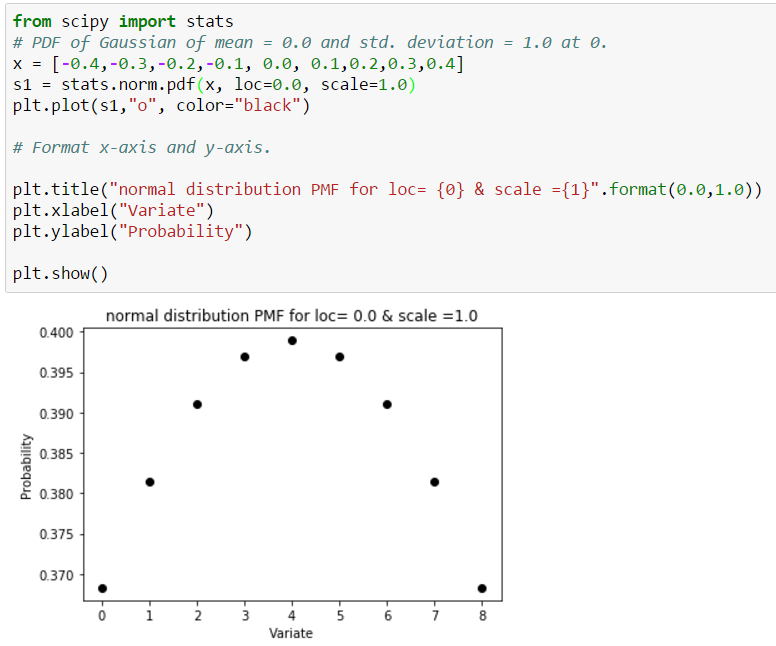 from scipy import stats
# PDF of Gaussian of mean = 0.0 and std. deviation = 1.0 at 0.
x = [-0.4,-0.3,-0.2,-0.1, 0.0, 0.1,0.2,0.3,0.4]
s1 = stats.norm.pdf(x, loc=0.0, scale=1.0)
plt.plot(s1,"o", color="black")
# Format x-axis and y-axis.
plt.title("normal distribution PMF for loc= {0} & scale ={1}".format(0.0,1.0))
plt.xlabel("Variate")
plt.ylabel("Probability")
plt.show()
normal distribution PMF for loc= 0.0 & scale =1.0
0.400
0.395
0.390
0.385
0.380
0.375
0.370
Probability
0 1 2 3 4 5 6 7 8
Variate